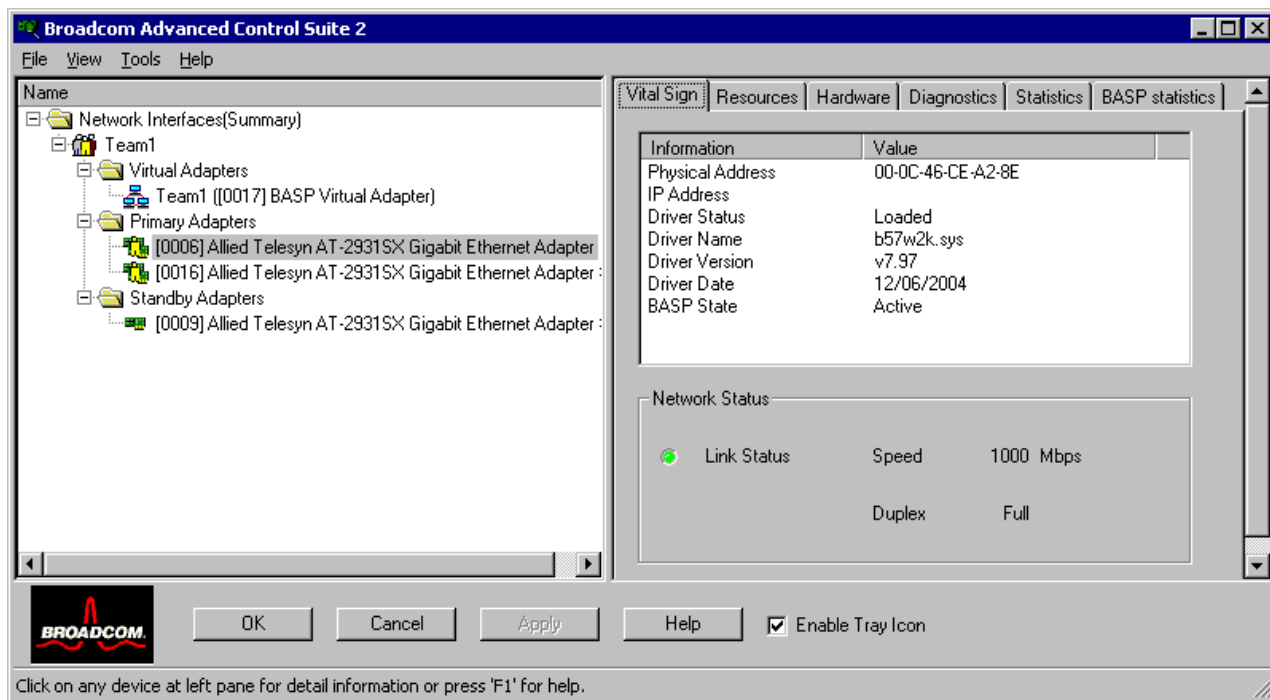 Broadcom Advanced Control Suite 2
File View Tools Help
Name
Network Interfaces(Summary)
Team1
Virtual Adapters
Team1 ([0017] BASP Virtual Adapter)
Primary Adapters
[0006] Allied Telesyn AT-2931SX Gigabit Ethernet Adapter
[0016] Allied Telesyn AT-2931SX Gigabit Ethernet Adapter
Standby Adapters
[0009] Allied Telesyn AT-2931SX Gigabit Ethernet Adapter
Vital Sign Resources Hardware Diagnostics Statistics BASP statistics
Information Value
Physical Address 00-0C-46-CE-A2-8E
IP Address
Driver Status Loaded
Driver Name b57w2k.sys
Driver Version v7.97
Driver Date 12/06/2004
BASP State Active
Network Status
Link Status Speed 1000 Mbps
Duplex Full
BROADCOM.
OK Cancel Apply Help Enable Tray Icon
Click on any device at left pane for detail information or press 'F1' for help.